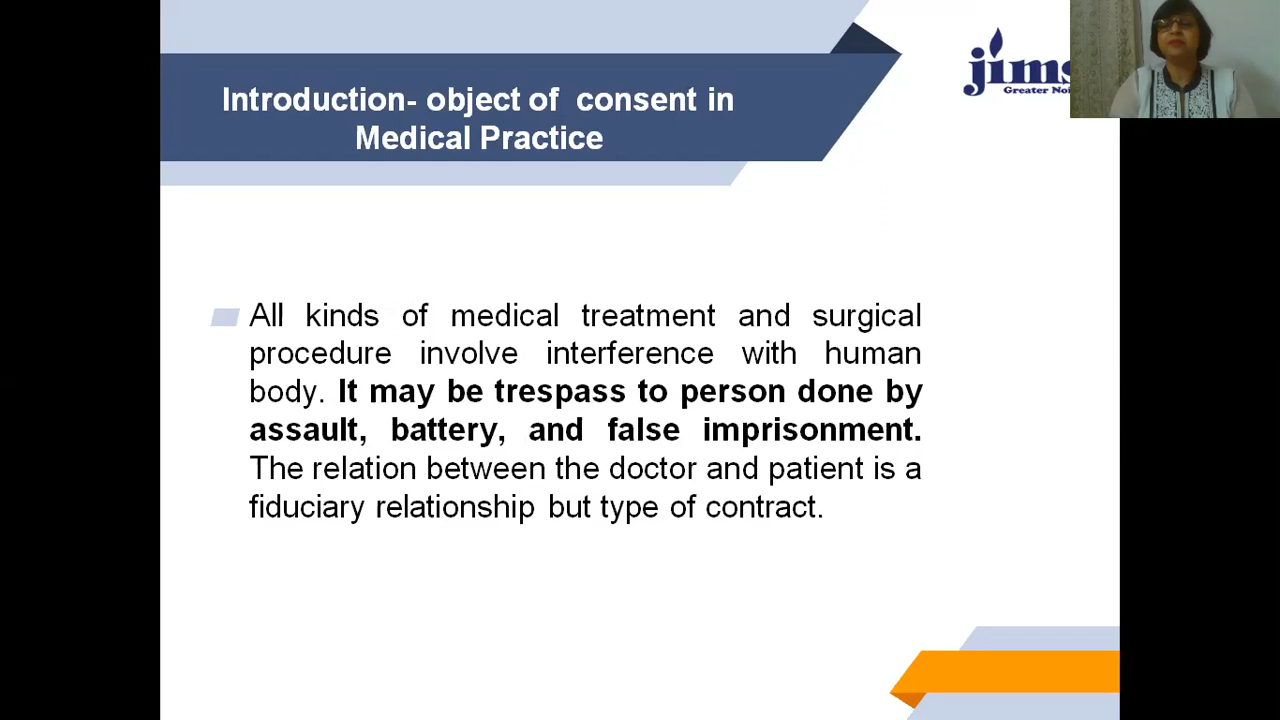 Introduction- object of consent in
Medical Practice
jims
Greater Noi
All kinds of medical treatment and surgical
procedure involve interference with human
body. It may be trespass to person done by
assault, battery, and false imprisonment.
The relation between the doctor and patient is a
fiduciary relationship but type of contract.